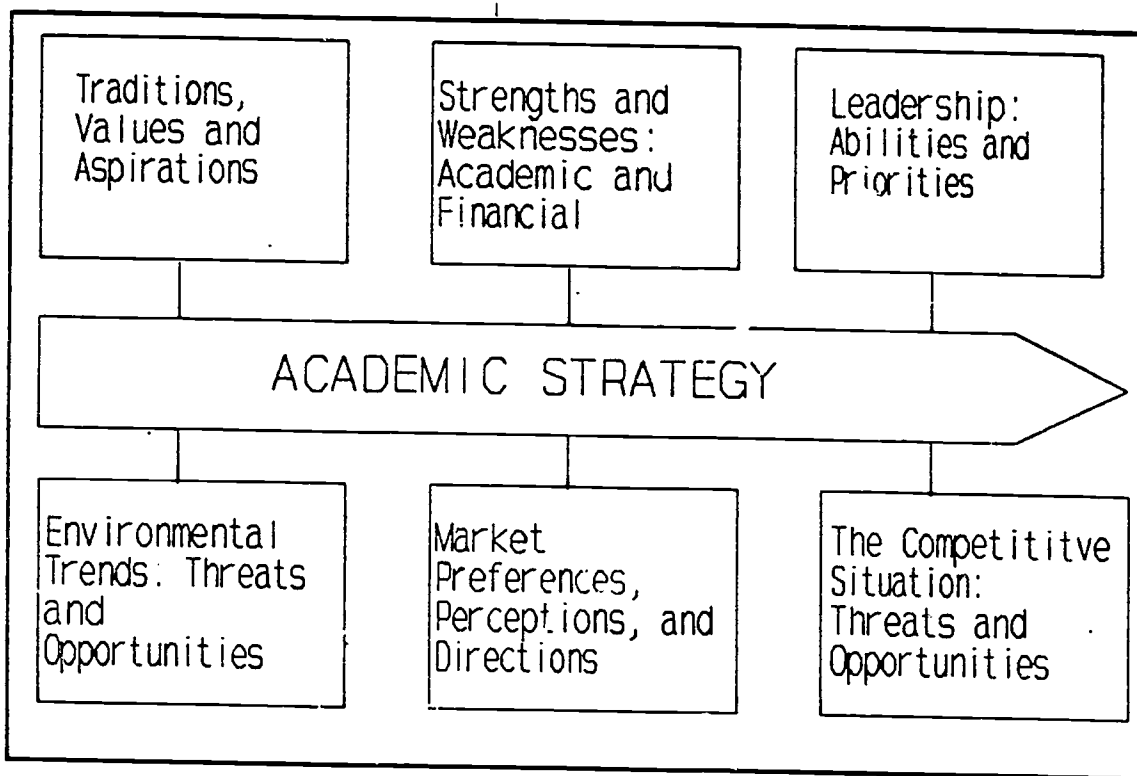 Traditions,
Values and
Aspirations
Strengths and
Weaknesses:
Academic and
Financial
Leadership:
Abilities and
Priorities
ACADEMIC STRATEGY
Environmental
Trends: Threats
and
Opportunities
Market
Preferences,
Perceptions, and
Directions
The Competititve
Situation:
Threats and
Opportunities